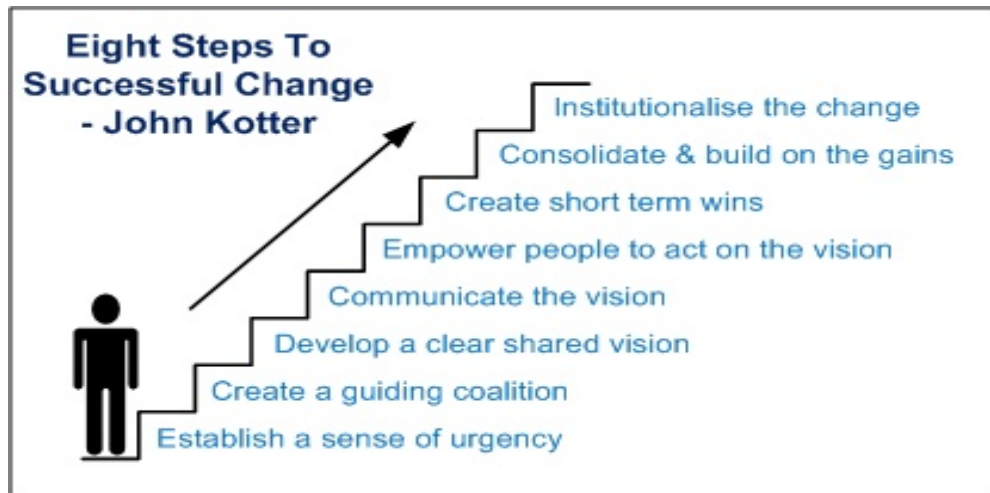 Eight Steps To
Successful Change
- John Kotter
Institutionalise the change
Consolidate & build on the gains
Create short term wins
Empower people to act on the vision
Communicate the vision
Develop a clear shared vision
Create a guiding coalition
Establish a sense of urgency